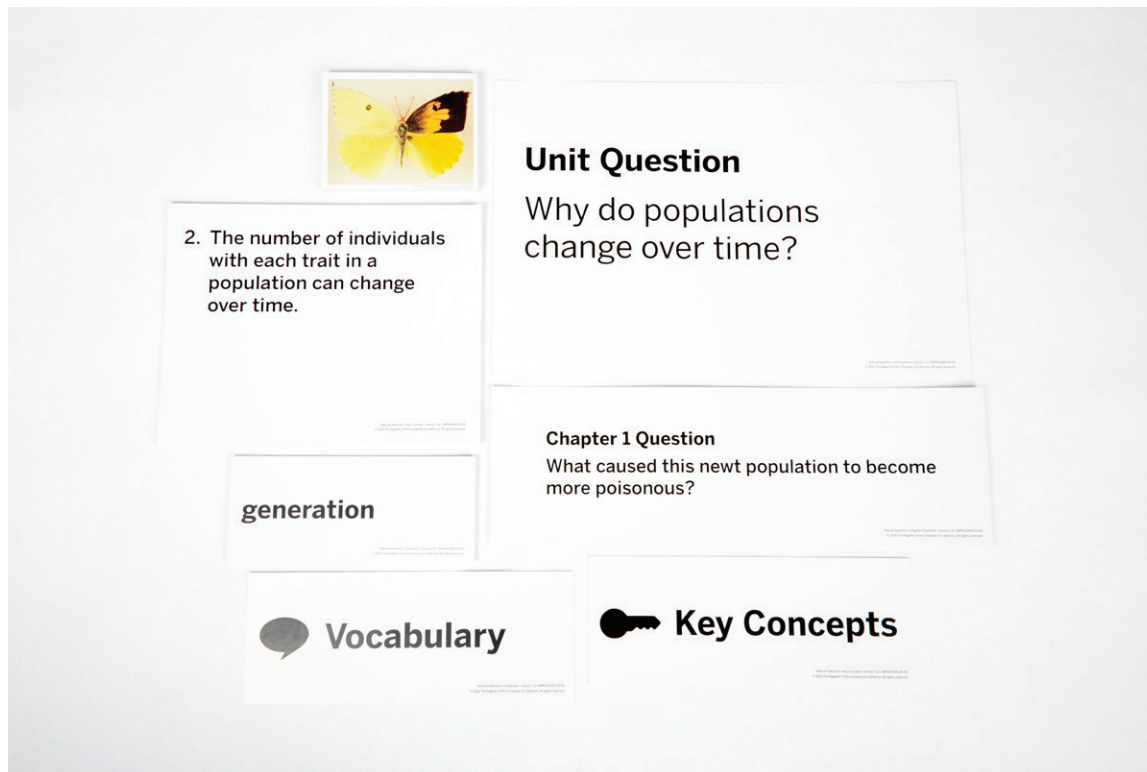 Unit Question
Why do populations
change over time?
2. The number of individuals
with each trait in a
population can change
over time.
Chapter 1 Question
What caused this newt population to become
more poisonous?
generation
Vocabulary
Key Concepts